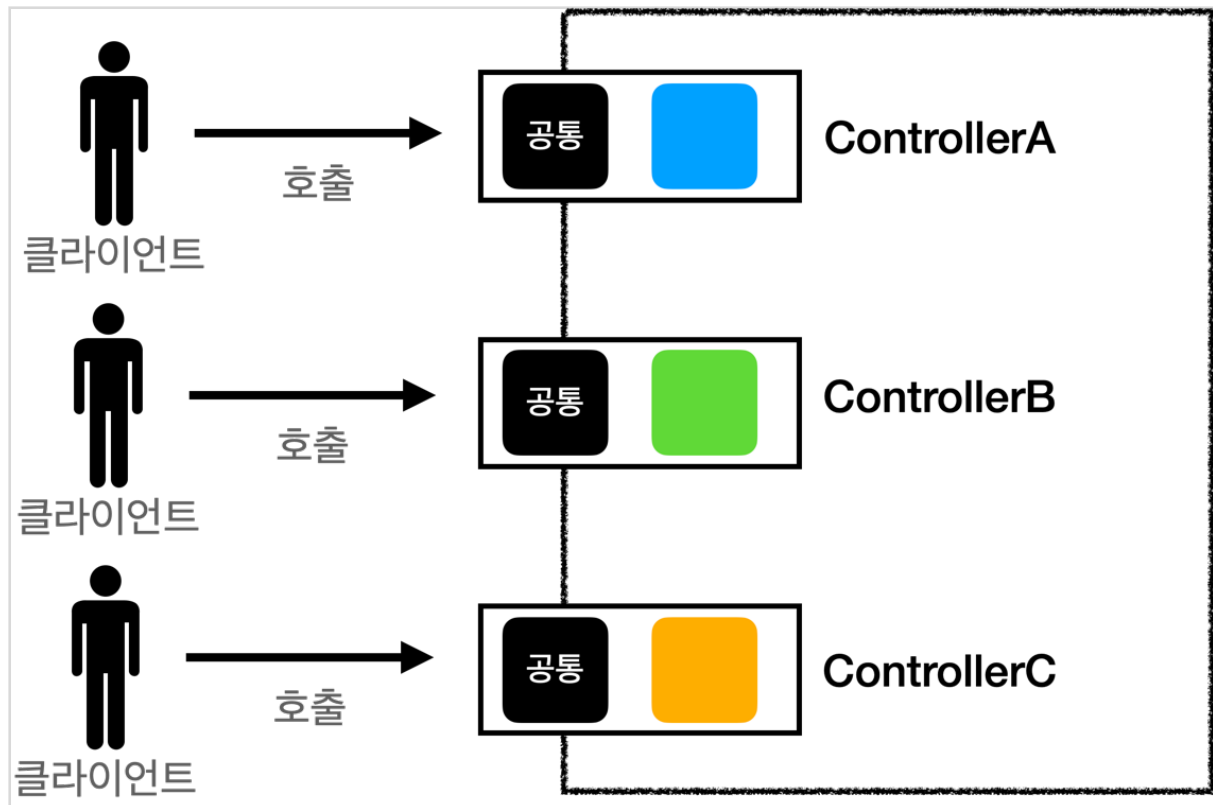 공통
ControllerA
호출
클라이언트
공통
ControllerB
호출
클라이언트
공통
ControllerC
호출
클라이언트